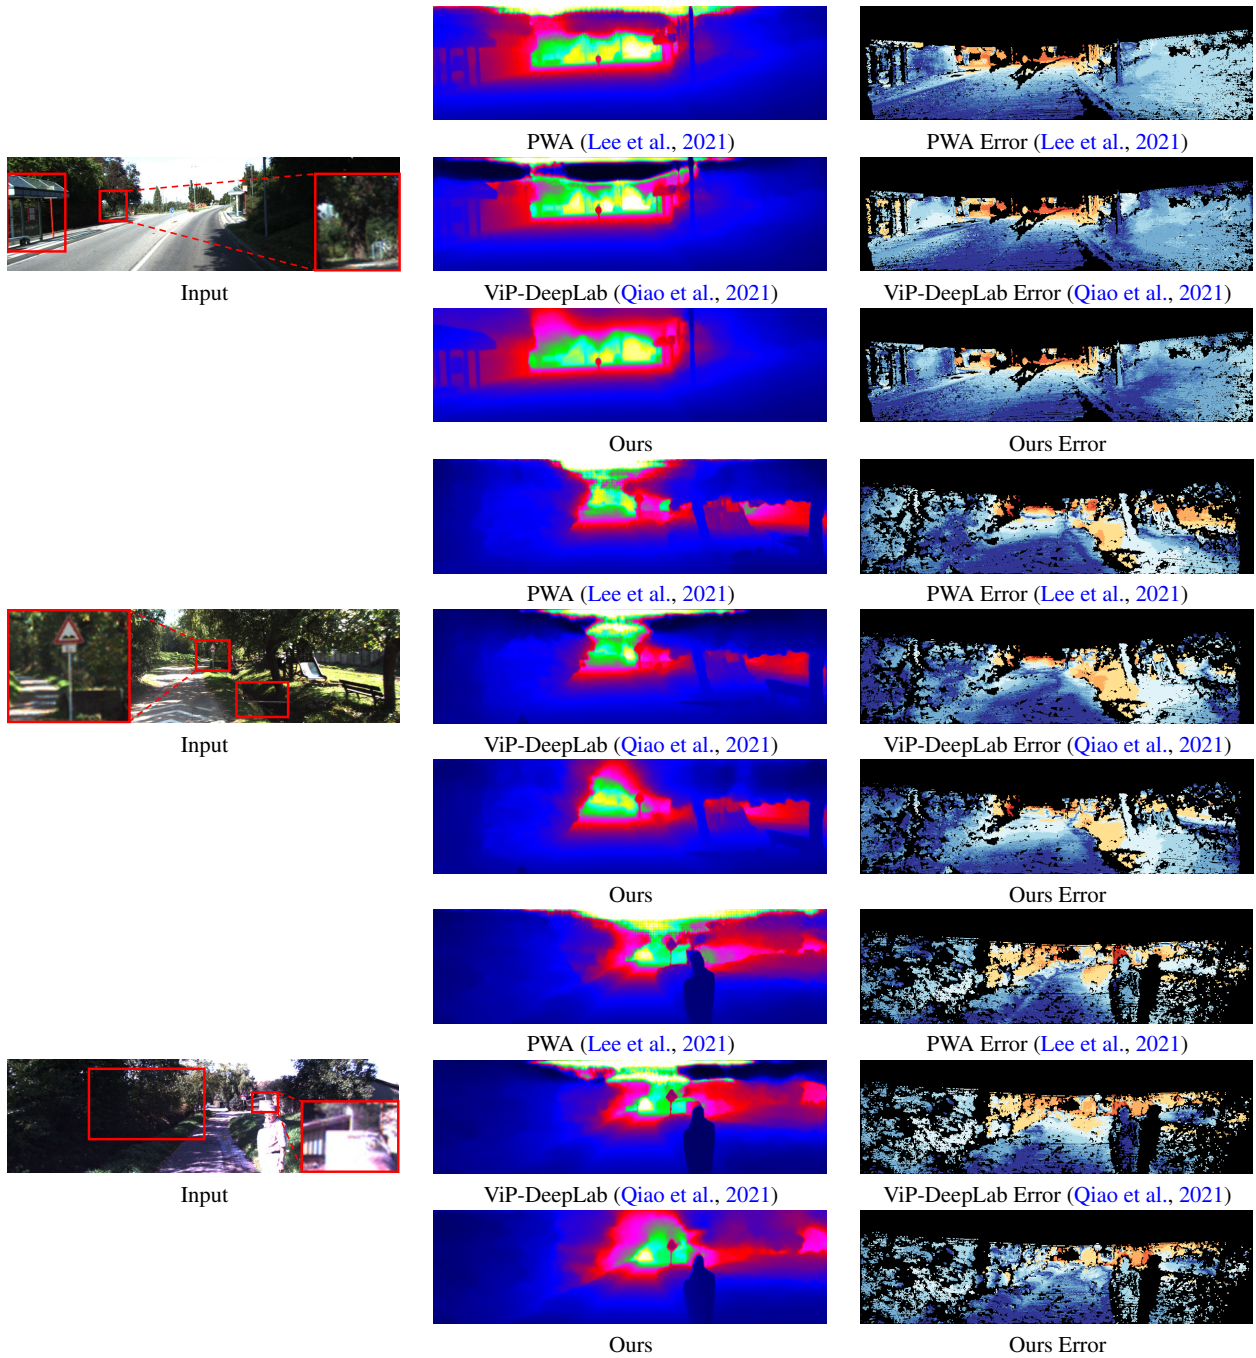 PWA (Lee et al., 2021)
PWA Error (Lee et al., 2021)
Input
ViP-DeepLab (Qiao et al., 2021)
ViP-DeepLab Error (Qiao et al., 2021)
Ours
Ours Error
PWA (Lee et al., 2021)
PWA Error (Lee et al., 2021)
Input
ViP-DeepLab (Qiao et al., 2021)
ViP-DeepLab Error (Qiao et al., 2021)
Ours
Ours Error
PWA (Lee et al., 2021)
PWA Error (Lee et al., 2021)
Input
ViP-DeepLab (Qiao et al., 2021)
ViP-DeepLab Error (Qiao et al., 2021)
Ours
Ours Error